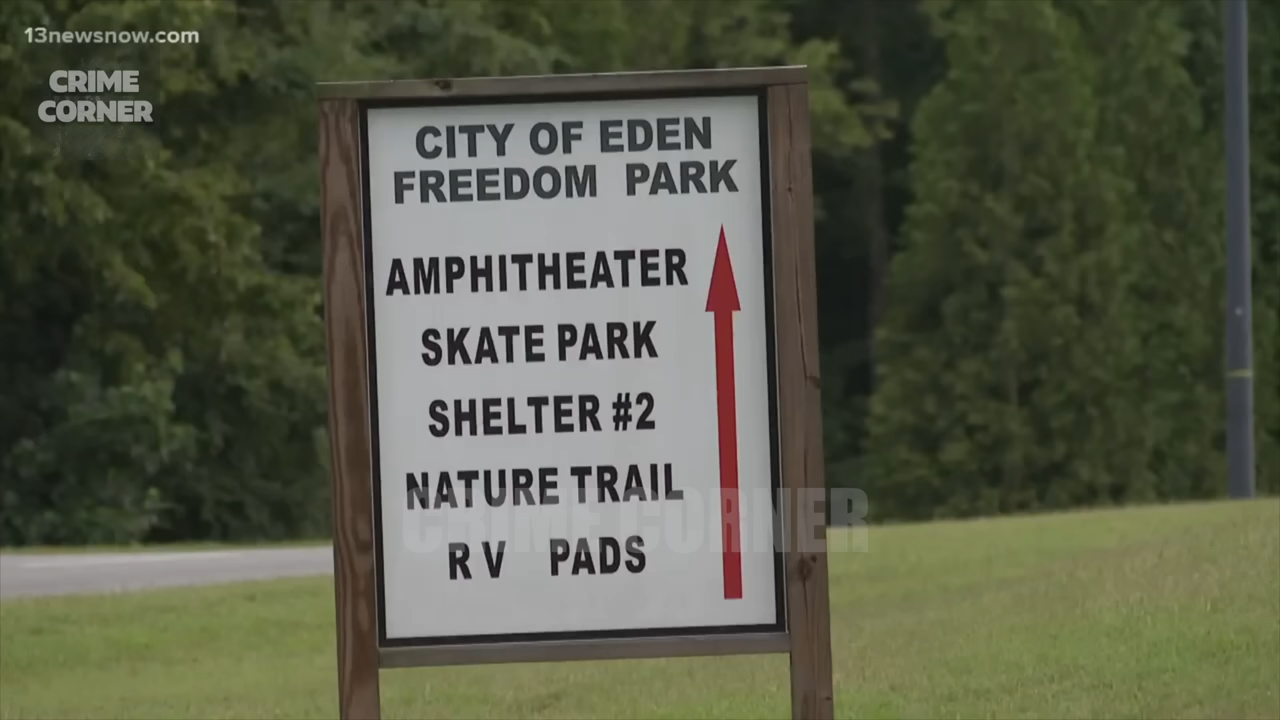 13newsnow.com
CRIME
CORNER
CITY OF EDEN
FREEDOM PARK
AMPHITHEATER
SKATE PARK
SHELTER #2
NATURE TRAIL
CRIME CORNER
RV PADS